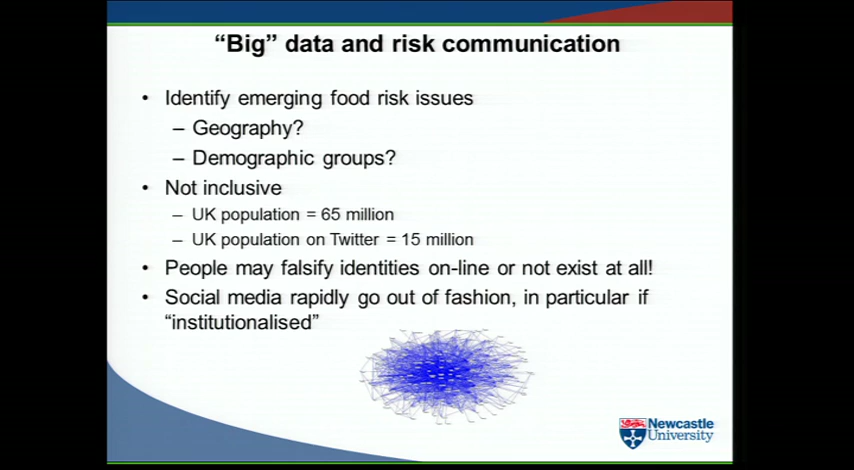 “Big” data and risk communication
• Identify emerging food risk issues
– Geography?
– Demographic groups?
• Not inclusive
– UK population = 65 million
– UK population on Twitter = 15 million
• People may falsify identities on-line or not exist at all!
• Social media rapidly go out of fashion, in particular if
“institutionalised”
Newcastle
University